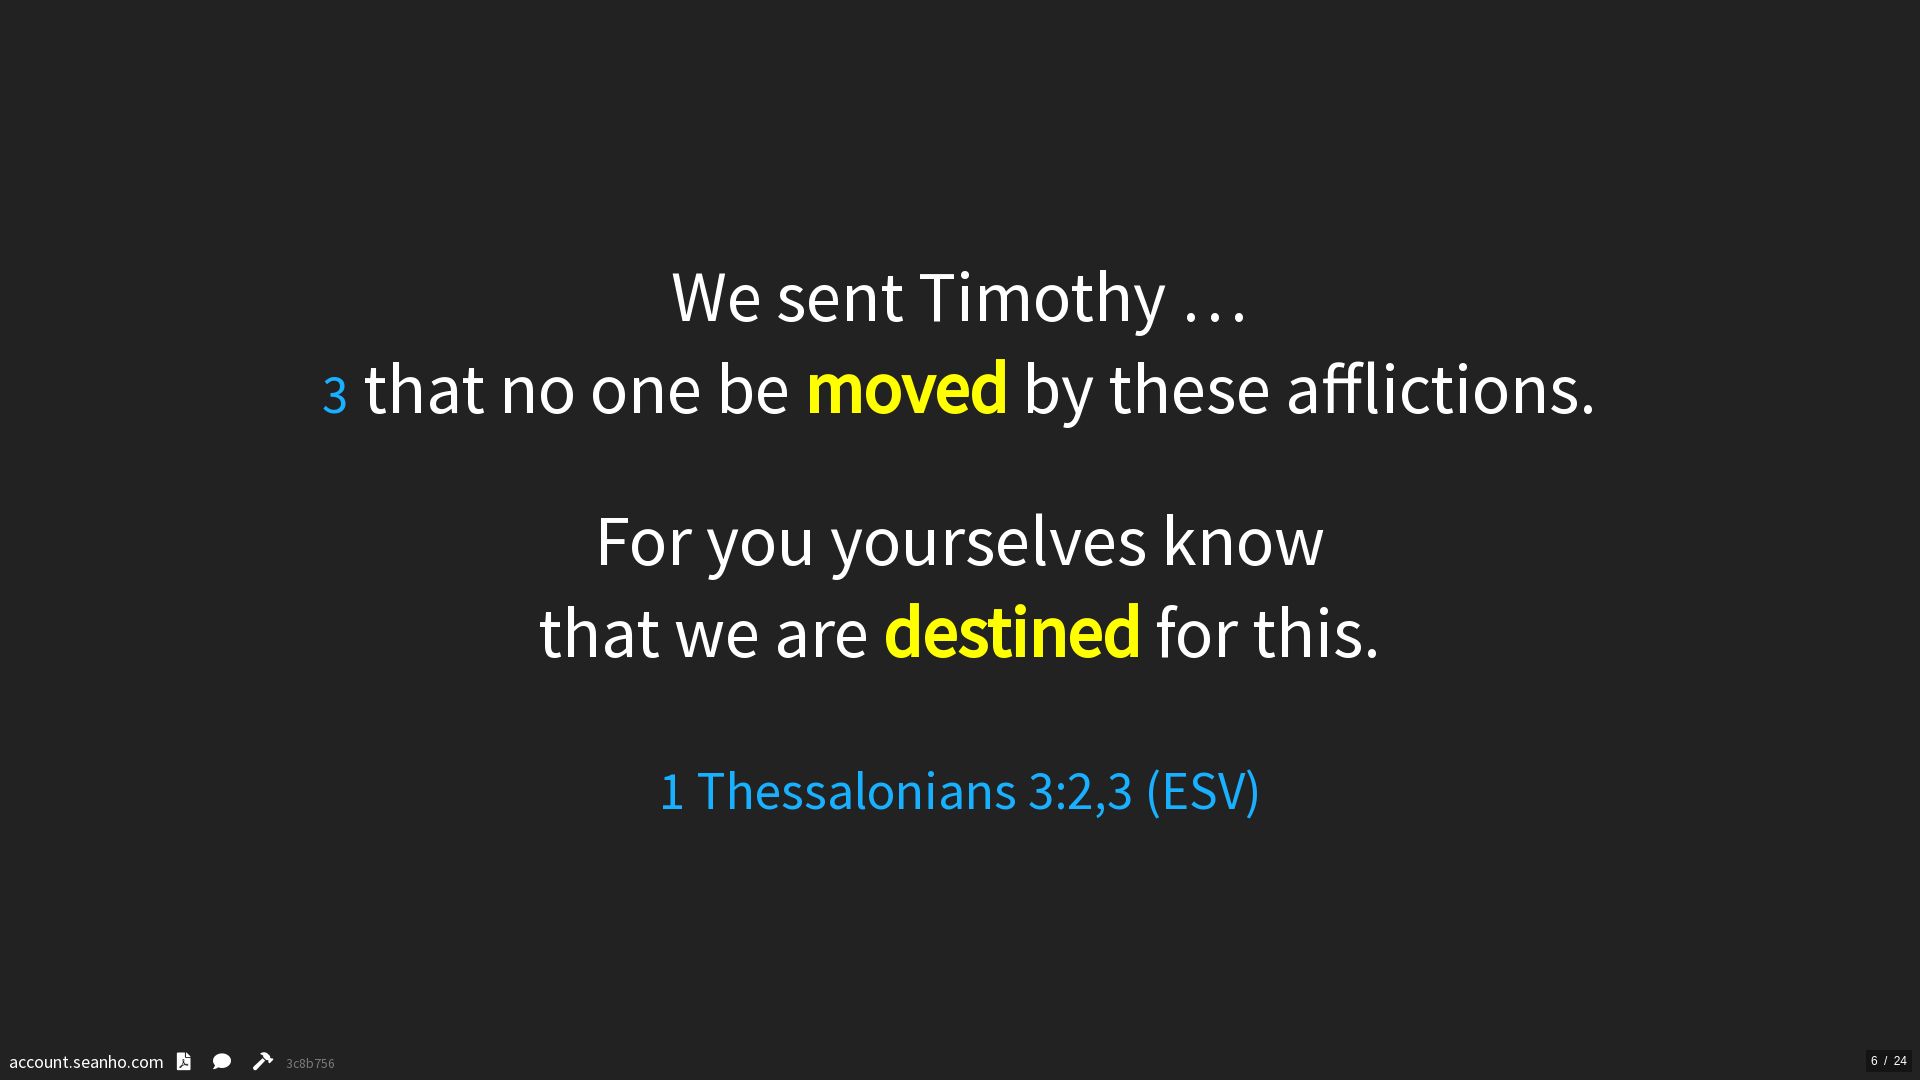 We sent Timothy …
3 that no one be moved by these afflictions.
For you yourselves know
that we are destined for this.
1 Thessalonians 3:2,3 (ESV)
account.seanho.com 3c8b756
6 / 24